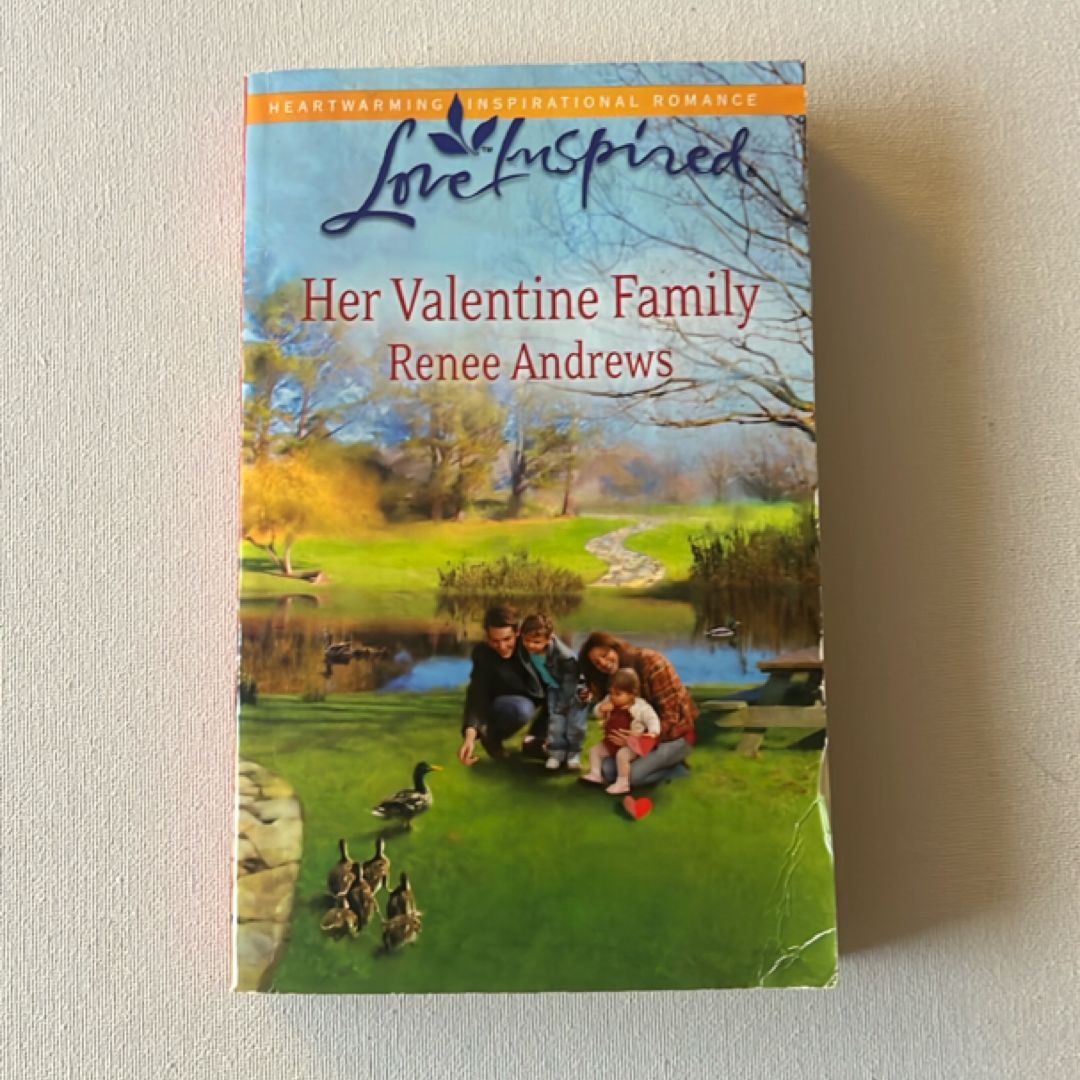 HEARTWARMING INSPIRATIONAL ROMANCE
Love Inspired
Her Valentine Family
Renee Andrews